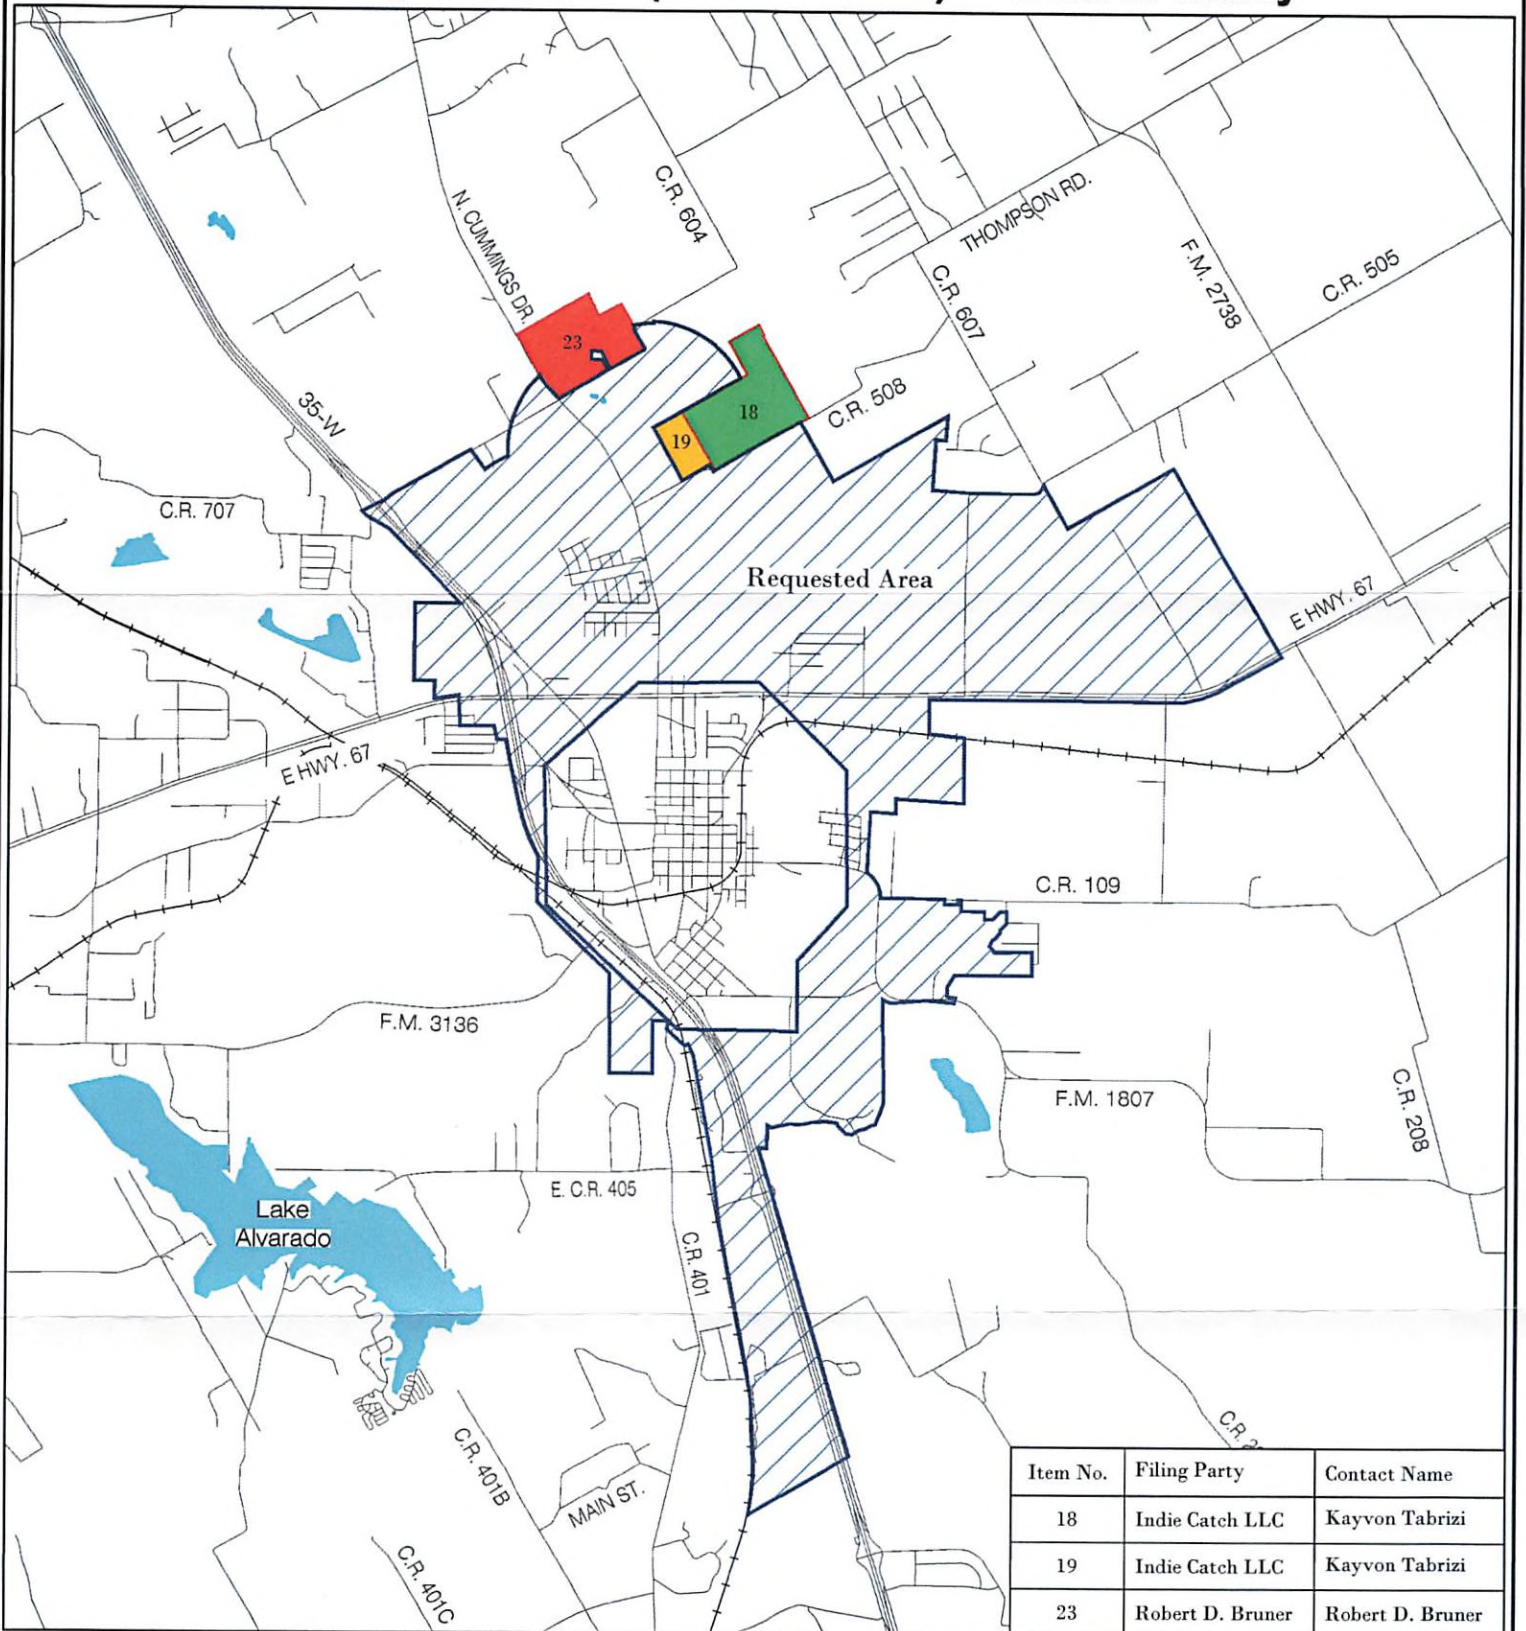 C.R. 604
N. CUMMINGS DR.
THOMPSON RD.
C.R. 607
F.M. 2738
C.R. 505
23
35-W
18
C.R. 508
19
C.R. 707
Requested Area
E HWY. 67
E HWY. 67
C.R. 109
F.M. 3136
F.M. 1807
C.R. 208
E. C.R. 405
Lake
Alvarado
C.R. 401
C.R. 401B
MAIN ST.
C.R. 401C
Item No. Filing Party Contact Name
18 Indie Catch LLC Kayvon Tabrizi
19 Indie Catch LLC Kayvon Tabrizi
23 Robert D. Bruner Robert D. Bruner